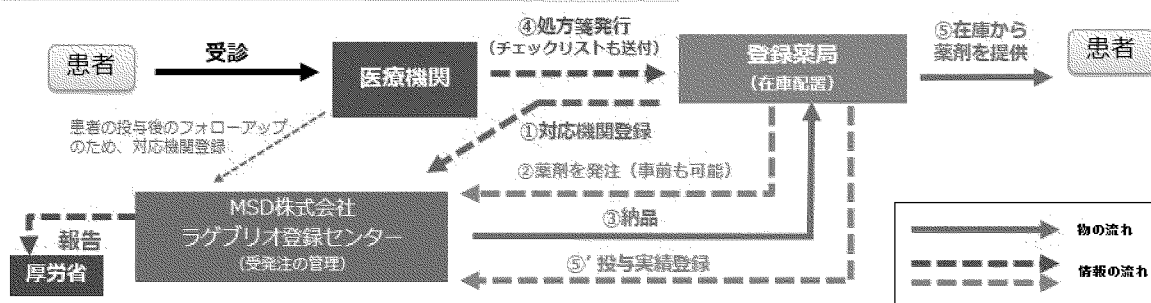 患者
受診
医療機関
④処方箋発行
(チェックリストも送付)
登録薬局
(在庫配置)
⑤在庫から
薬剤を提供
患者
患者の投与後のフォローアップ
のため、対応機関登録
①対応機関登録
②薬剤を発注（事前も可能）
MSD株式会社
ラゲブリオ登録センター
(受発注の管理)
③納品
報告
厚労省
⑤’投与実績登録
物の流れ
情報の流れ